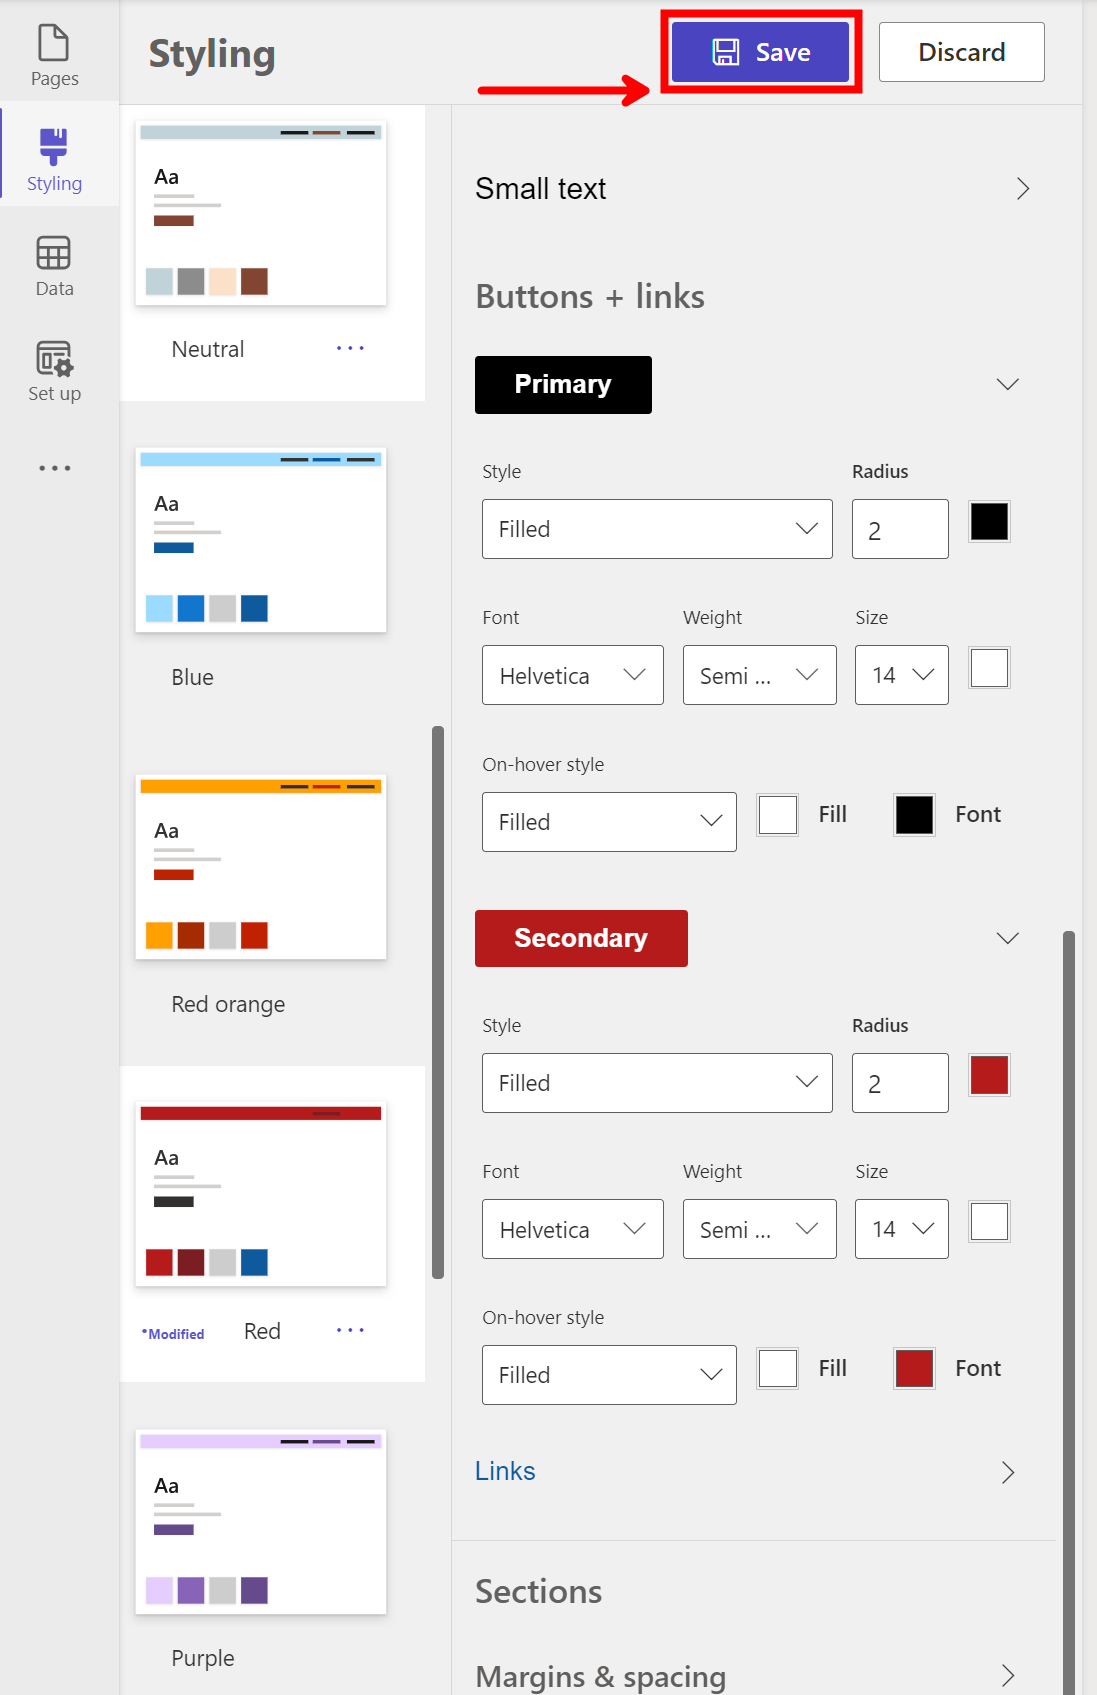 Pages
Styling
Data
Set up
Styling
Save
Discard
Aa
Neutral
Aa
Blue
Aa
Red orange
Aa
*Modified
Red
Aa
Purple
Small text
Buttons + links
Primary
Style
Radius
Filled
2
Font
Weight
Size
Helvetica
Semi ...
14
On-hover style
Filled
Fill
Font
Secondary
Style
Radius
Filled
2
Font
Weight
Size
Helvetica
Semi ...
14
On-hover style
Filled
Fill
Font
Links
Sections
Margins & spacing